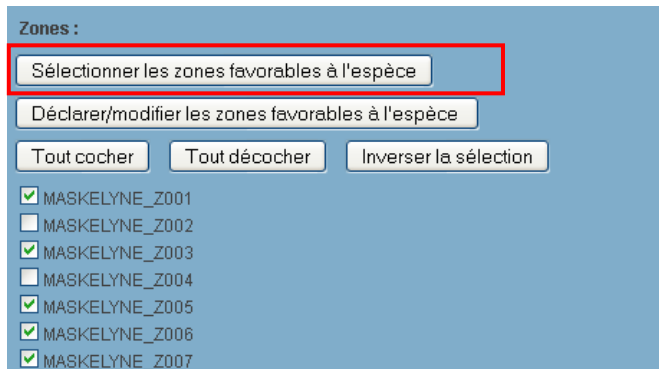 Zones :
Sélectionner les zones favorables à l'espèce
Déclarer/modifier les zones favorables à l'espèce
Tout cocher Tout décocher Inverser la sélection
MASKELYNE_Z001
MASKELYNE_Z002
MASKELYNE_Z003
MASKELYNE_Z004
MASKELYNE_Z005
MASKELYNE_Z006
MASKELYNE_Z007